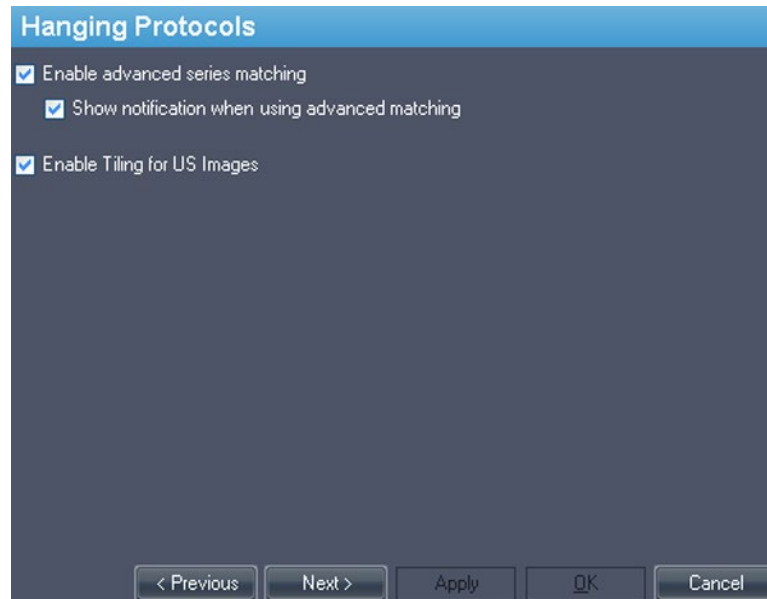 Hanging Protocols
Enable advanced series matching
Show notification when using advanced matching
Enable Tiling for US Images
< Previous Next > Apply OK Cancel